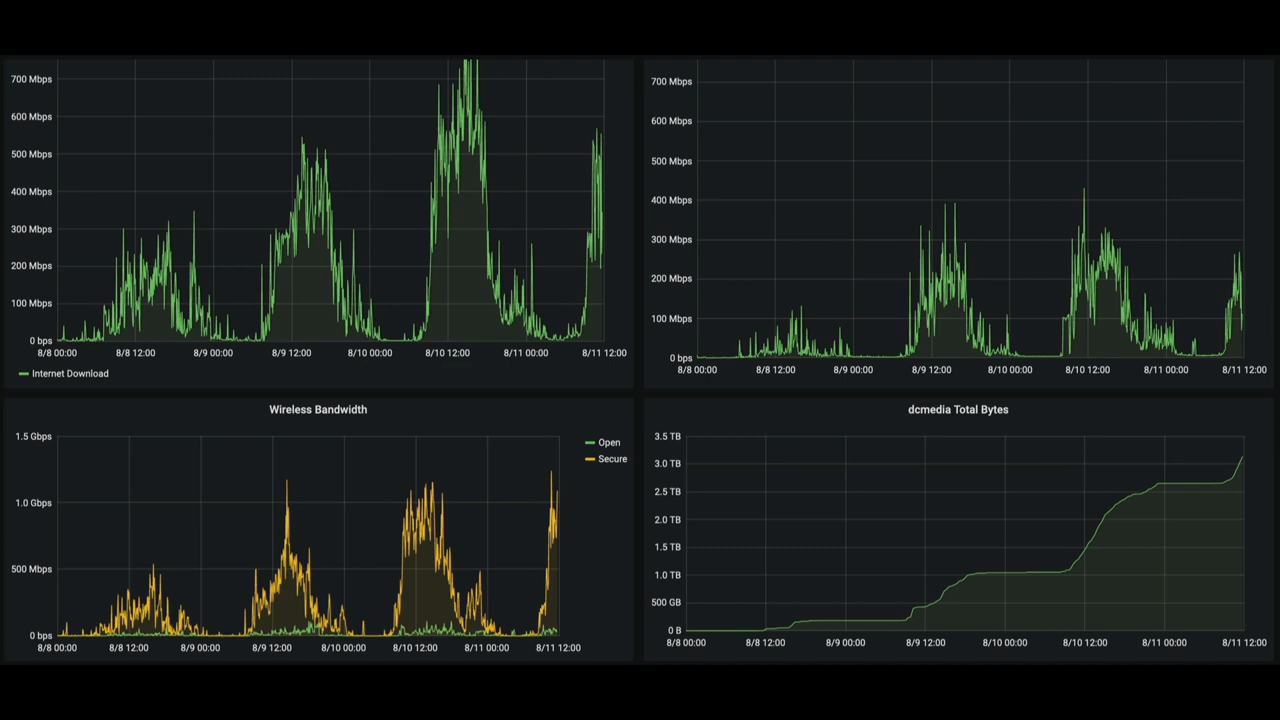 700 Mbps
600 Mbps
500 Mbps
400 Mbps
300 Mbps
200 Mbps
100 Mbps
0 bps
8/8 00:00
8/8 12:00
8/9 00:00
8/9 12:00
8/10 00:00
8/10 12:00
8/11 00:00
8/11 12:00
Internet Download
700 Mbps
600 Mbps
500 Mbps
400 Mbps
300 Mbps
200 Mbps
100 Mbps
0 bps
8/8 00:00
8/8 12:00
8/9 00:00
8/9 12:00
8/10 00:00
8/10 12:00
8/11 00:00
8/11 12:00
Wireless Bandwidth
1.5 Gbps
1.0 Gbps
500 Mbps
0 bps
8/8 00:00
8/8 12:00
8/9 00:00
8/9 12:00
8/10 00:00
8/10 12:00
8/11 00:00
8/11 12:00
Open
Secure
dcmedia Total Bytes
3.5 TB
3.0 TB
2.5 TB
2.0 TB
1.5 TB
1.0 TB
500 GB
0 B
8/8 00:00
8/8 12:00
8/9 00:00
8/9 12:00
8/10 00:00
8/10 12:00
8/11 00:00
8/11 12:00